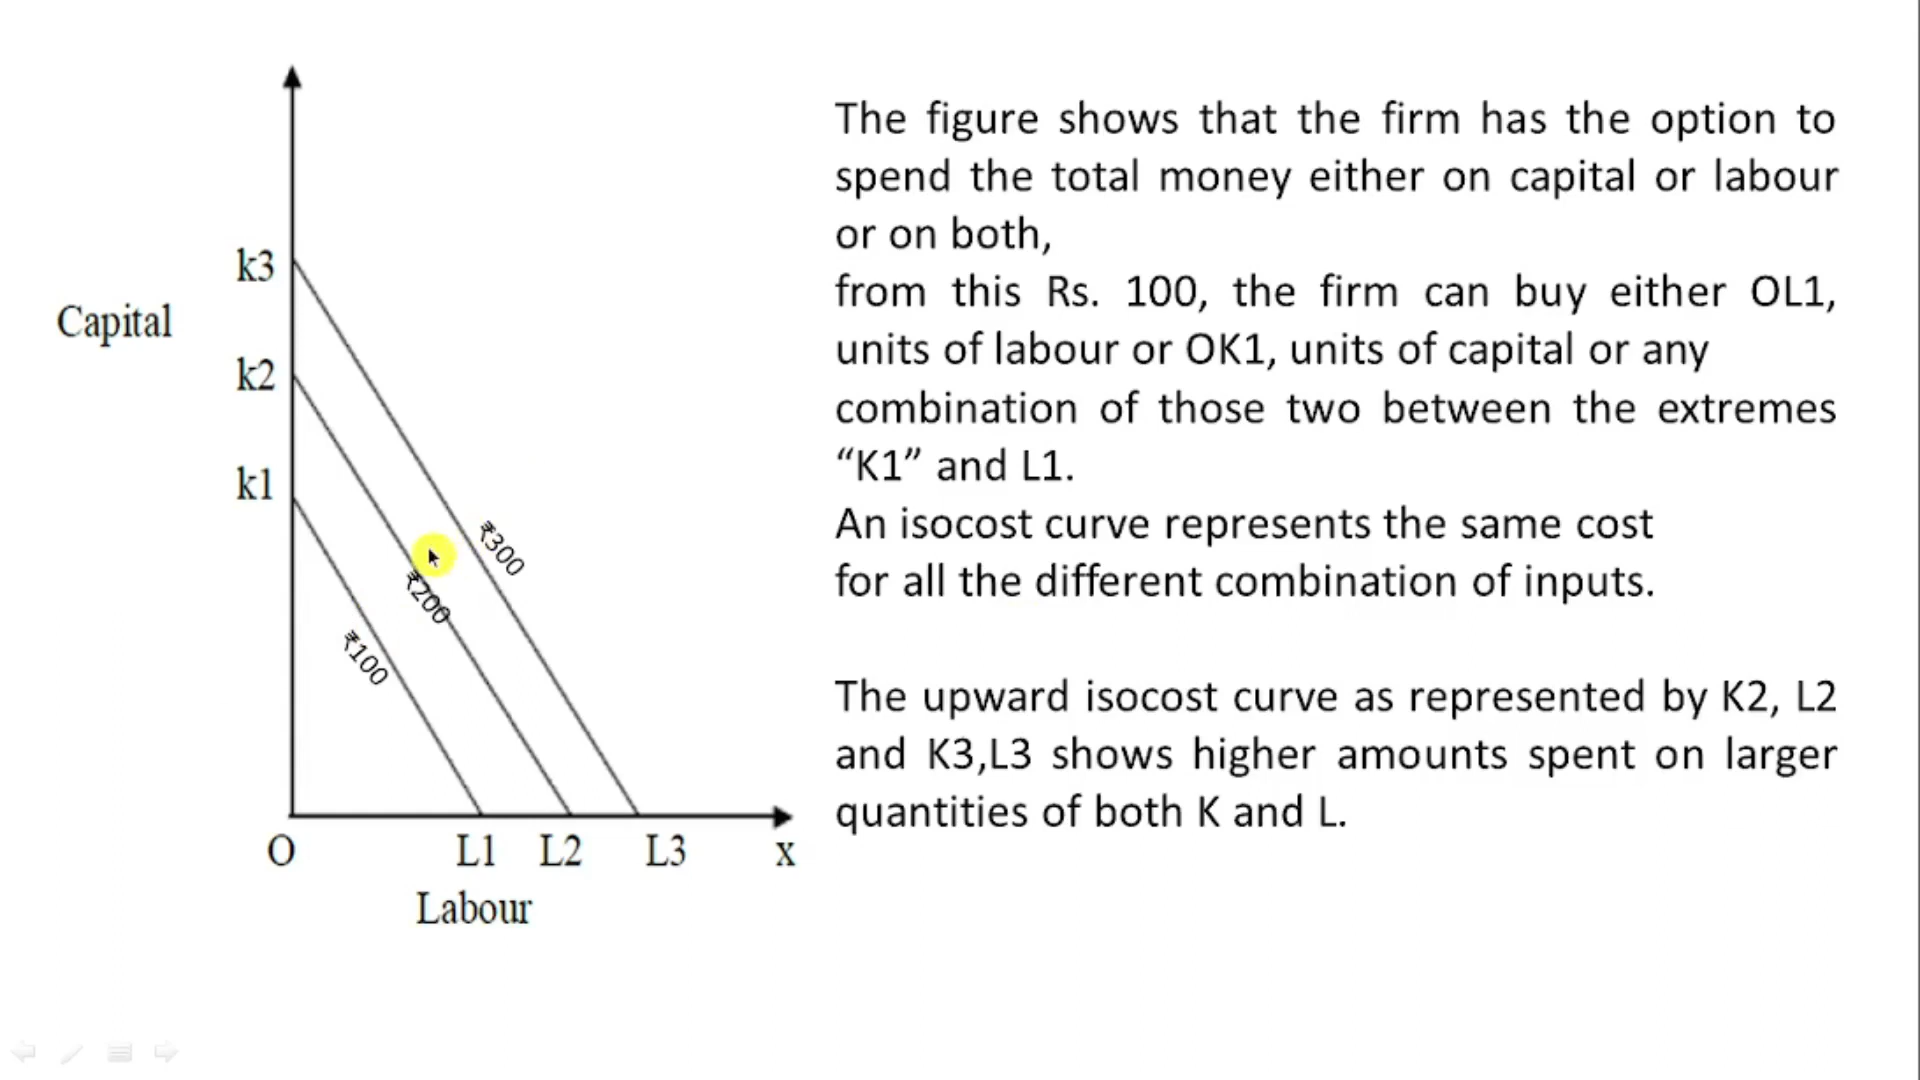 k3
Capital
k2
k1
₹300
₹200
₹100
O
L1
L2
L3
x
Labour
The figure shows that the firm has the option to
spend the total money either on capital or labour
or on both,
from this Rs. 100, the firm can buy either OL1,
units of labour or OK1, units of capital or any
combination of those two between the extremes
“K1” and L1.
An isocost curve represents the same cost
for all the different combination of inputs.
The upward isocost curve as represented by K2, L2
and K3,L3 shows higher amounts spent on larger
quantities of both K and L.